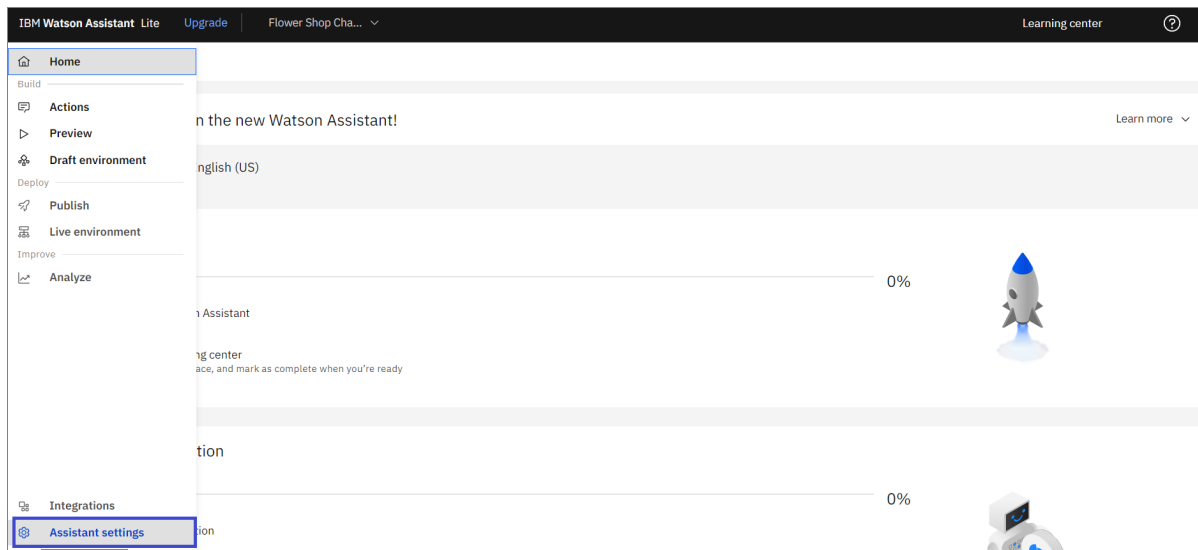 IBM Watson Assistant Lite Upgrade Flower Shop Cha... Learning center
Home
Build
Actions
Preview
Draft environment
Deploy
Publish
Live environment
Improve
Analyze
Integrations
Assistant settings
n the new Watson Assistant! Learn more
nglish (US)
0%
n Assistant
ng center
ace, and mark as complete when you're ready
tion
0%
tion